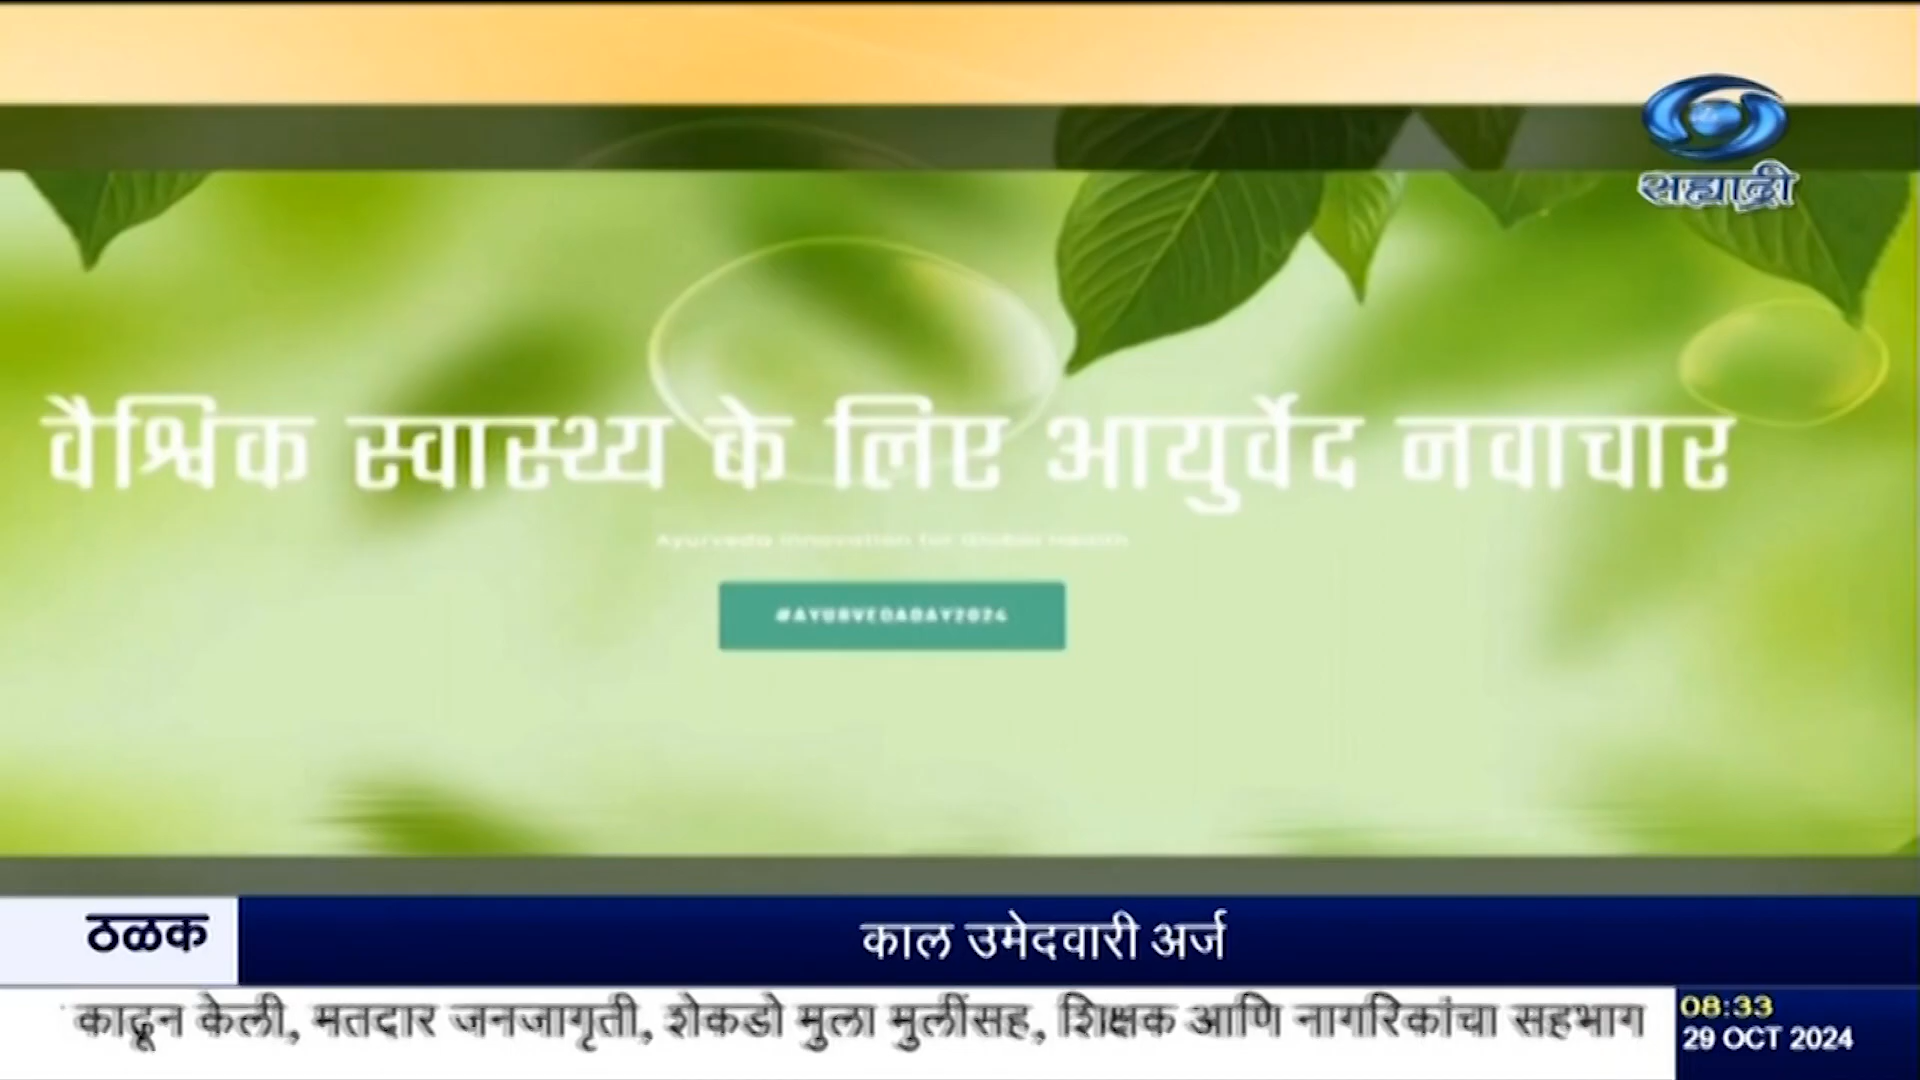 सह्याद्री
वैश्विक स्वास्थ्य के लिए आयुर्वेद नवाचार
Ayurveda Innovation for Global Health
#AYURVEDADAY2024
ठळक
काल उमेदवारी अर्ज
काढून केली, मतदार जनजागृती, शेकडो मुला मुलींसह, शिक्षक आणि नागरिकांचा सहभाग
08:33
29 OCT 2024